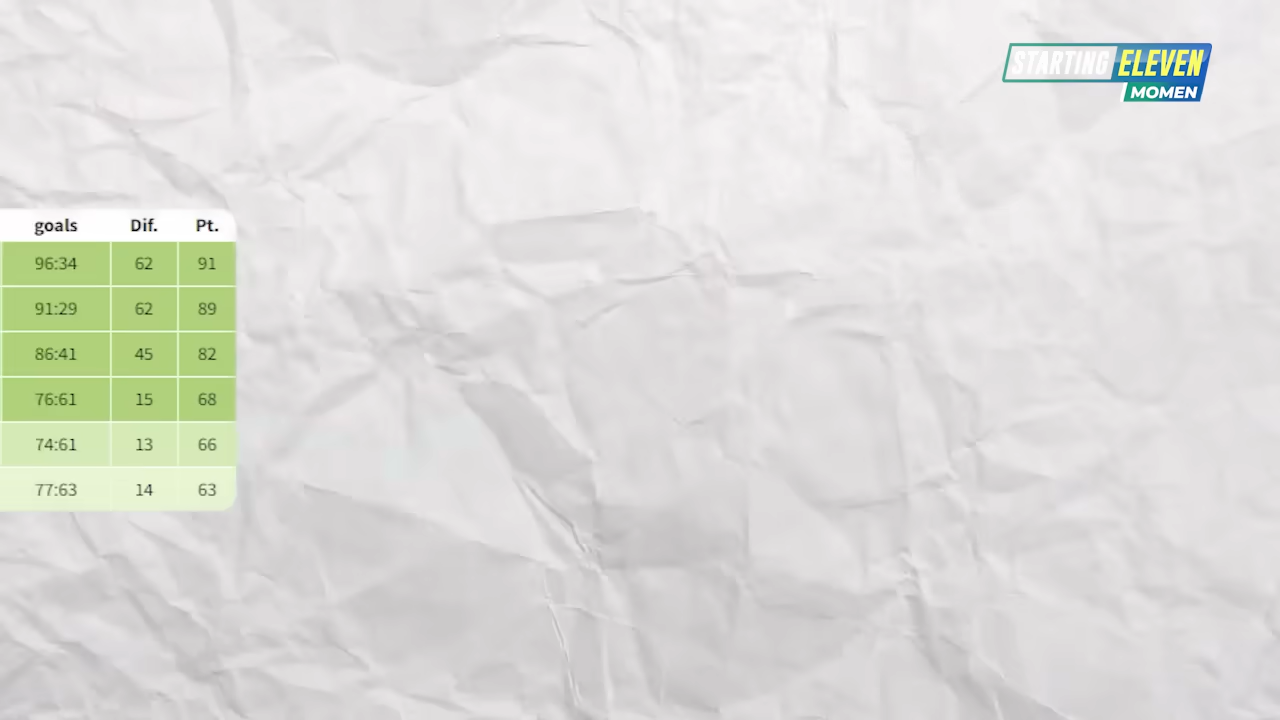 STARTING ELEVEN
MOMEN
goals Dif. Pt.
96:34 62 91
91:29 62 89
86:41 45 82
76:61 15 68
74:61 13 66
77:63 14 63